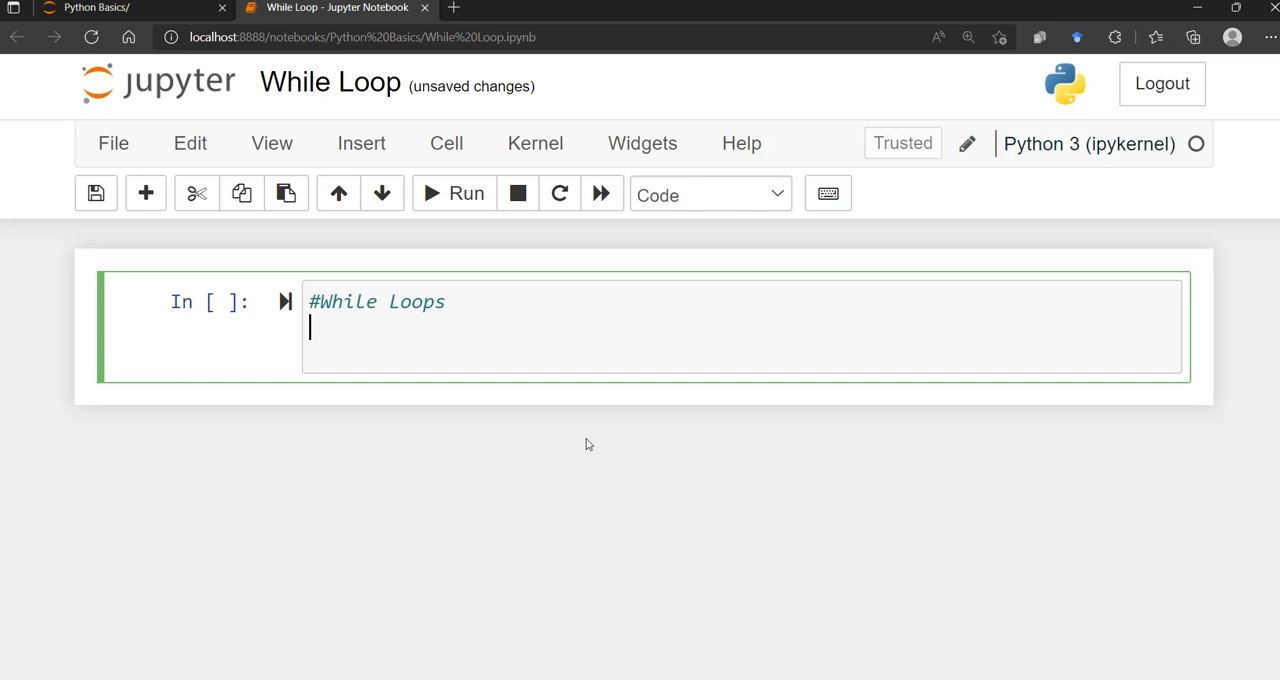 Python Basics/
While Loop - Jupyter Notebook
localhost:8888/notebooks/Python%20Basics/While%20Loop.ipynb
jupyter While Loop (unsaved changes) Logout
File Edit View Insert Cell Kernel Widgets Help Trusted Python 3 (ipykernel)
Run Code
In [ ]: #While Loops